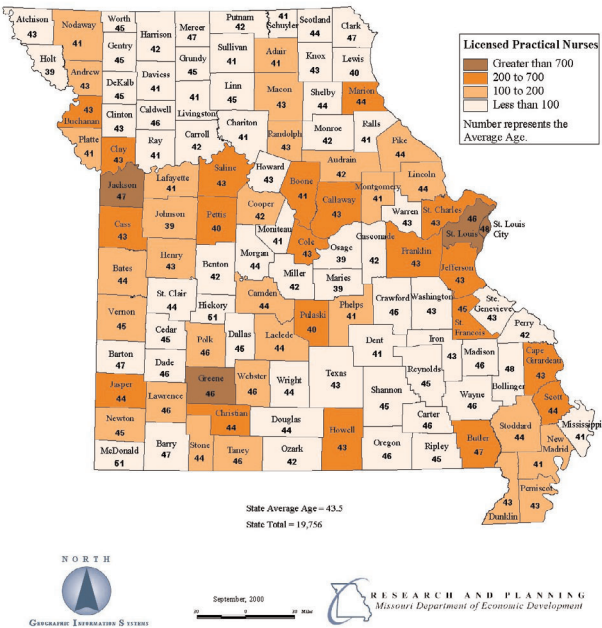 Atchison
43
Nodaway
41
Worth
45
Harrison
42
Mercer
47
Putnam
42
41
Schuyler
Scotland
44
Clark
47
Gentry
45
Sullivan
41
Adair
41
Knox
43
Lewis
40
Holt
39
Andrew
43
DeKalb
45
Daviess
41
Grundy
45
Linn
45
Macon
43
Shelby
44
Marion
44
43
Buchanan
Clinton
43
Caldwell
46
41
Livingston
Chariton
41
Randolph
43
Monroe
42
Ralls
41
Platte
41
Clay
43
Ray
41
Carroll
42
Pike
44
Jackson
47
Lafayette
41
Saline
43
Howard
43
Boone
41
Audrain
42
Lincoln
44
Callaway
43
Montgomery
41
Warren
43
St. Charles
43
46
St. Louis
48
St. Louis
City
Cass
43
Johnson
39
Pettis
40
Cooper
42
Moniteau
41
Cole
43
Osage
39
Gasconade
42
Franklin
43
Jefferson
43
Bates
44
Henry
43
Benton
42
Morgan
44
Miller
42
Maries
39
St. Clair
44
Hickory
51
Camden
44
Pulaski
40
Phelps
41
Crawford
46
Washington
43
45
St
Francois
Ste.
Genevieve
43
Perry
42
Vernon
45
Cedar
45
Polk
46
Dallas
45
Laclede
44
Dent
41
Iron
43
Madison
46
48
Bollinger
Cape
Girardeau
43
Barton
47
Dade
46
Greene
46
Webster
46
Wright
44
Texas
43
Shannon
45
Reynolds
45
Wayne
46
Scott
44
Jasper
44
Lawrence
46
Christian
44
Douglas
44
Howell
43
Carter
46
Butler
47
Stoddard
44
Mississippi
41
Newton
45
McDonald
51
Barry
47
Stone
44
Taney
46
Ozark
42
Oregon
46
Ripley
45
New
Madrid
41
43
Dunklin
Pemiscot
43
Licensed Practical Nurses
Greater than 700
200 to 700
100 to 200
Less than 100
Number represents the
Average Age.
State Average Age = 43.5
State Total = 19,756
NORTH
GEOGRAPHIC INFORMATION SYSTEMS
September, 2000
Miles
RESEARCH AND PLANNING
Missouri Department of Economic Development